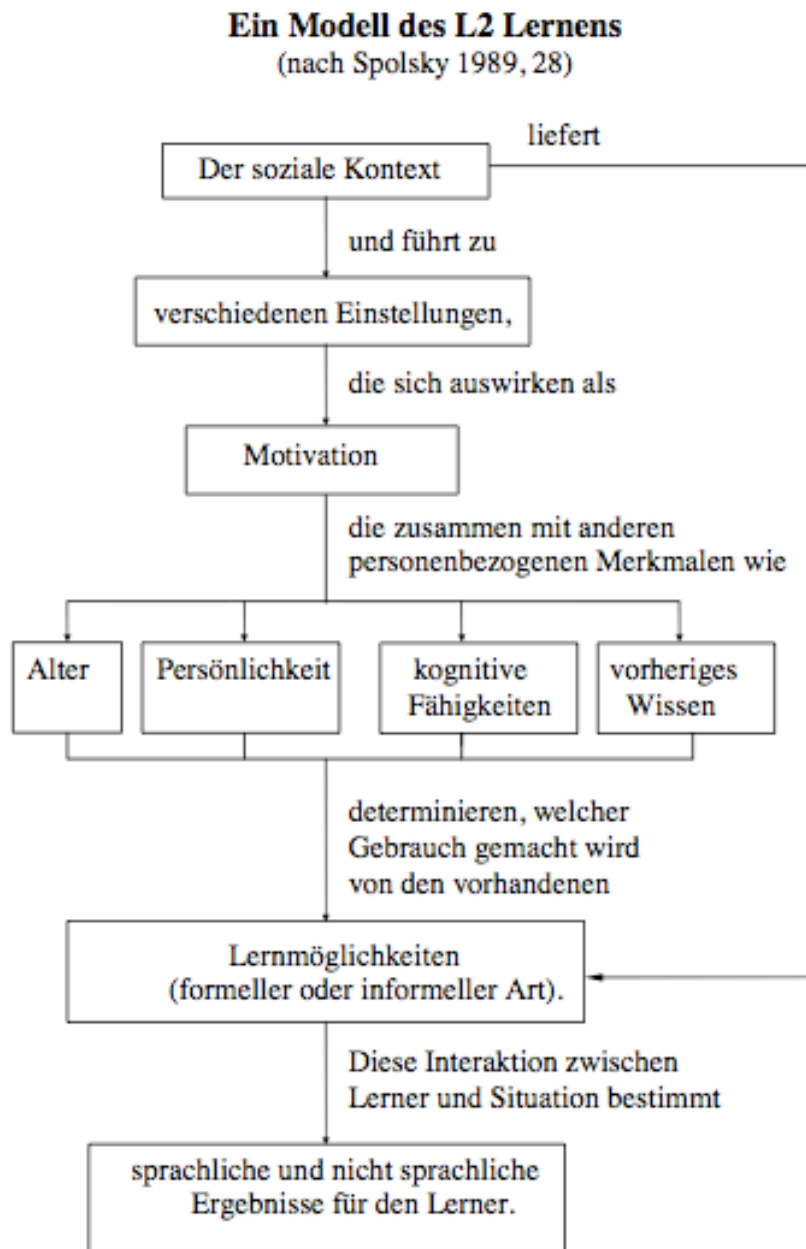 Ein Modell des L2 Lernens
(nach Spolsky 1989, 28)
liefert
Der soziale Kontext
und führt zu
verschiedenen Einstellungen,
die sich auswirken als
Motivation
die zusammen mit anderen
personenbezogenen Merkmalen wie
Alter
Persönlichkeit
kognitive
Fähigkeiten
vorheriges
Wissen
determinieren, welcher
Gebrauch gemacht wird
von den vorhandenen
Lernmöglichkeiten
(formeller oder informeller Art).
Diese Interaktion zwischen
Lerner und Situation bestimmt
sprachliche und nicht sprachliche
Ergebnisse für den Lerner.